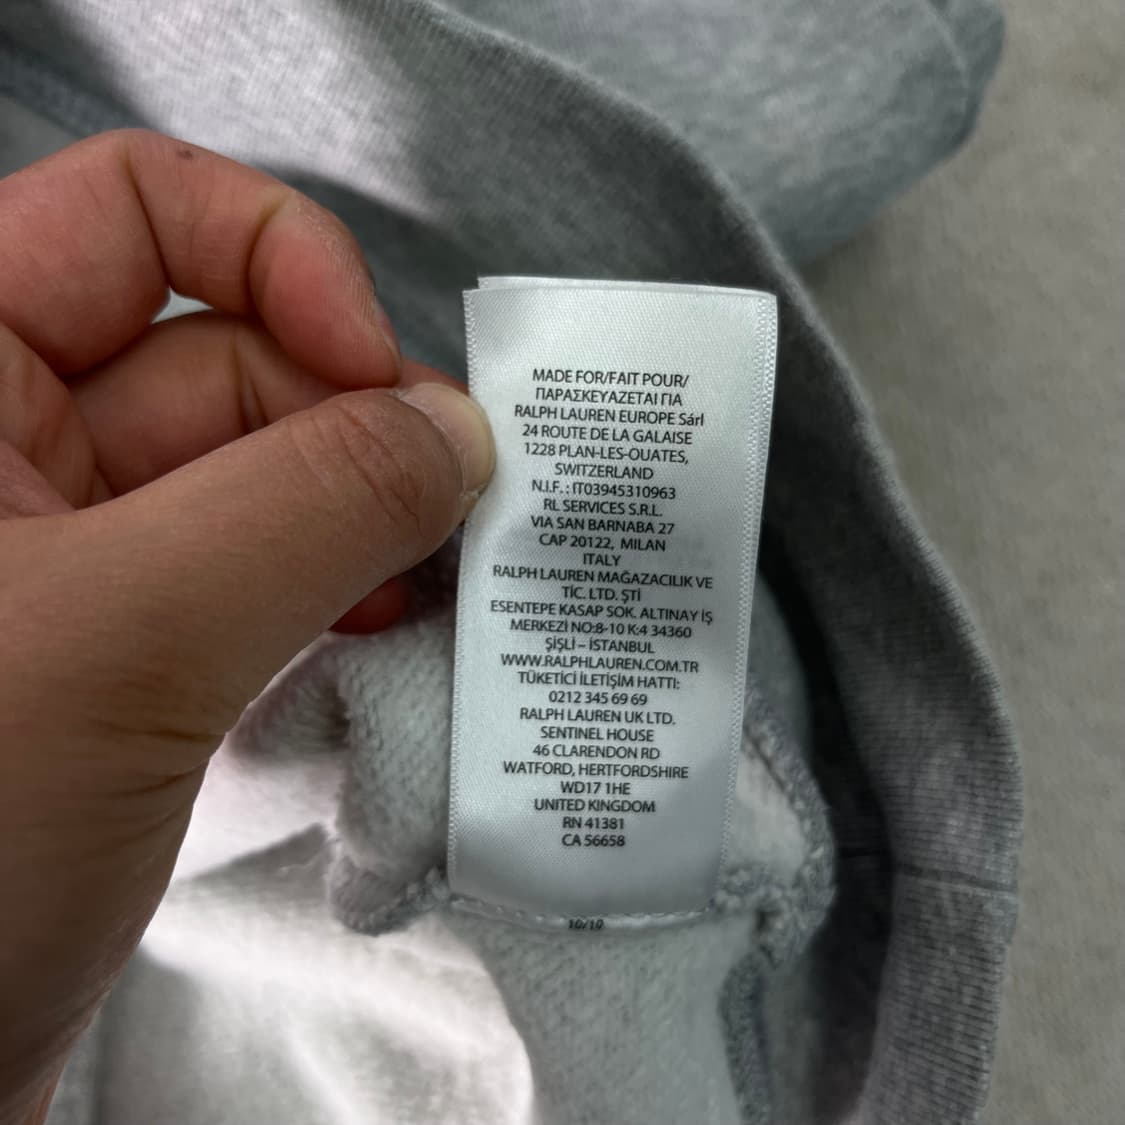 MADE FOR/FAIT POUR/
ΠΑΡΑΣΚΕΥΑΖΕΤΑΙ ΓΙΑ
RALPH LAUREN EUROPE Sárl
24 ROUTE DE LA GALAISE
1228 PLAN-LES-OUATES,
SWITZERLAND
N.I.F. : IT03945310963
RL SERVICES S.R.L.
VIA SAN BARNABA 27
CAP 20122, MILAN
ITALY
RALPH LAUREN MAĞAZACILIK VE
TİC. LTD. ŞTİ
ESENTEPE KASAP SOK. ALTINAY İŞ
MERKEZİ NO:8-10 K:4 34360
ŞİŞLİ – İSTANBUL
WWW.RALPHLAUREN.COM.TR
TÜKETİCİ İLETİŞİM HATTI:
0212 345 69 69
RALPH LAUREN UK LTD.
SENTINEL HOUSE
46 CLARENDON RD
WATFORD, HERTFORDSHIRE
WD17 1HE
UNITED KINGDOM
RN 41381
CA 56658
10/10